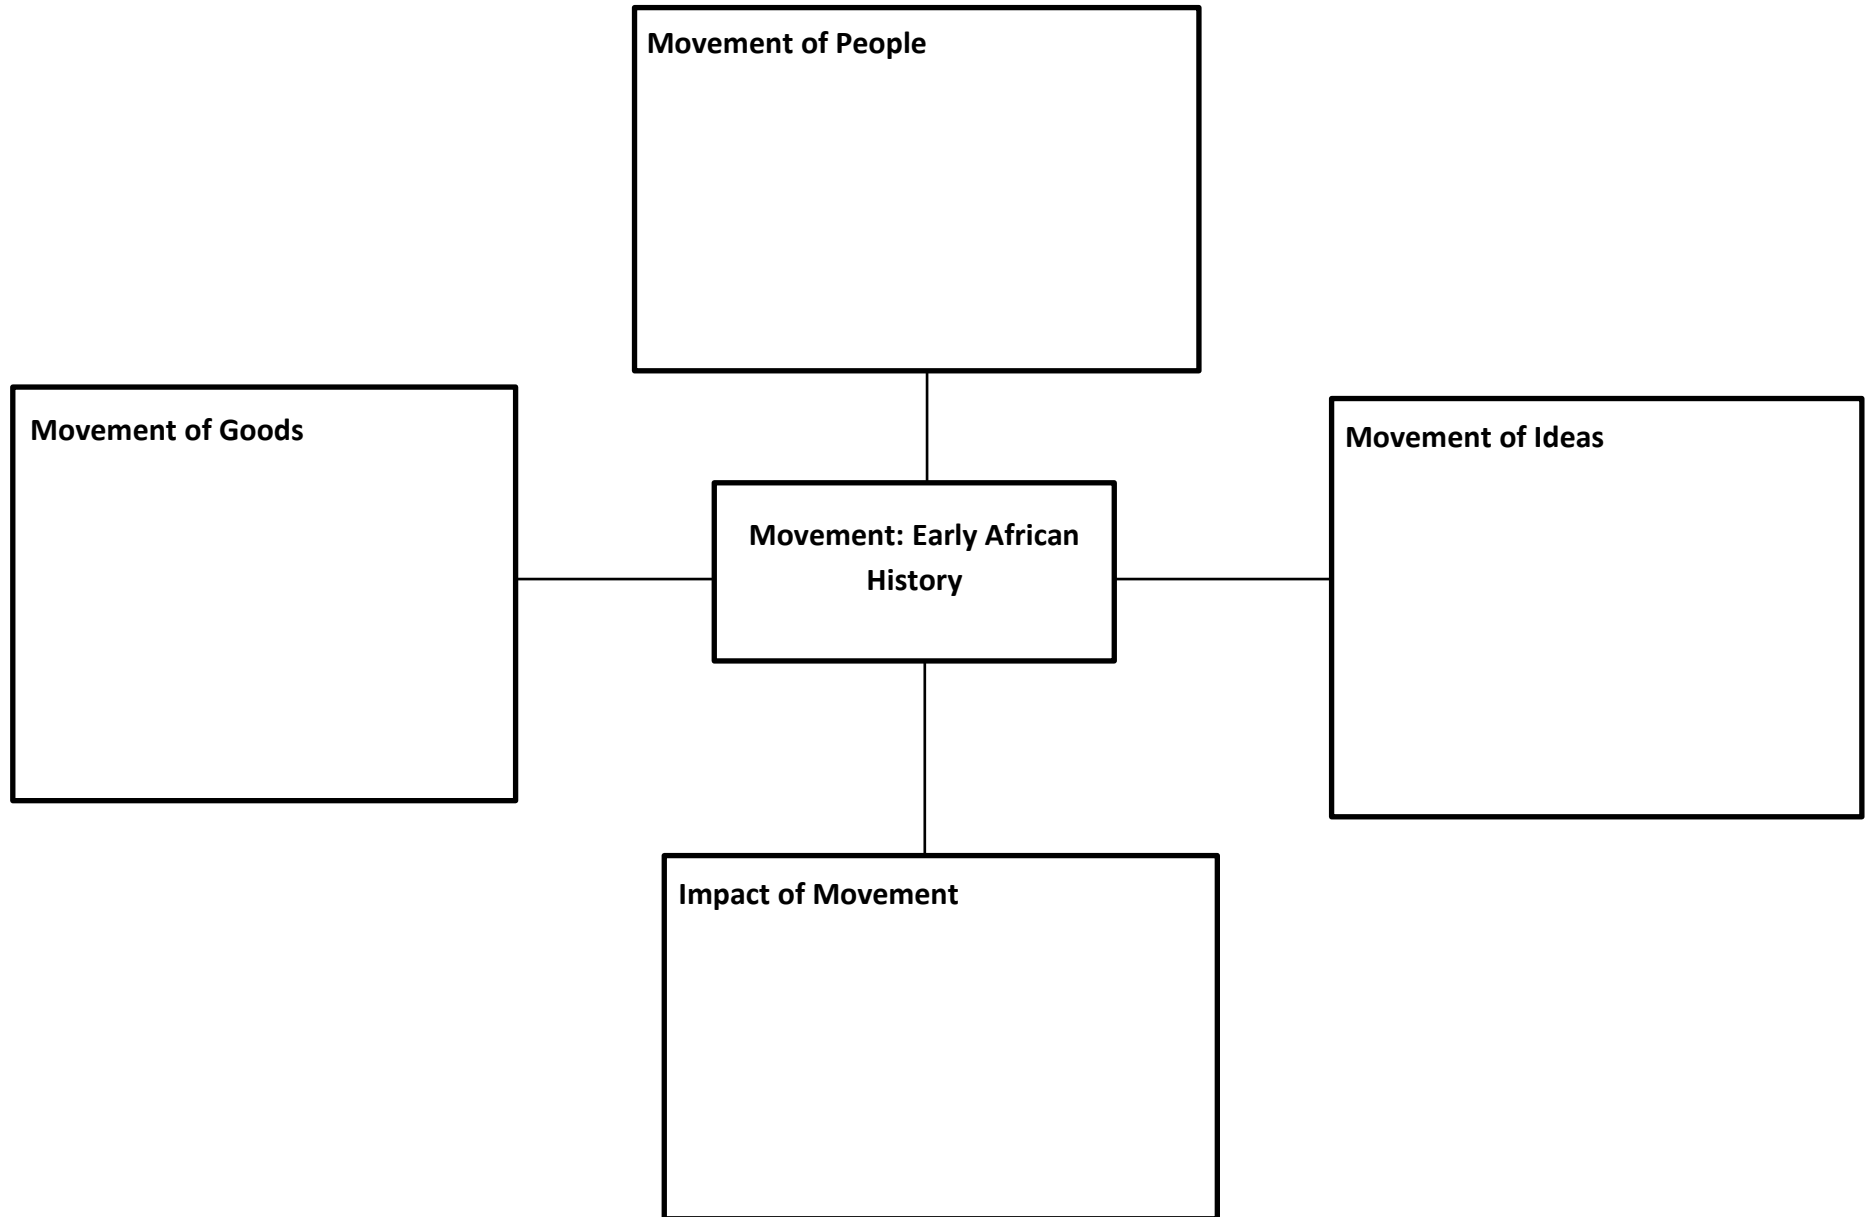 Movement of People
Movement of Goods
Movement of Ideas
Movement: Early African
History
Impact of Movement